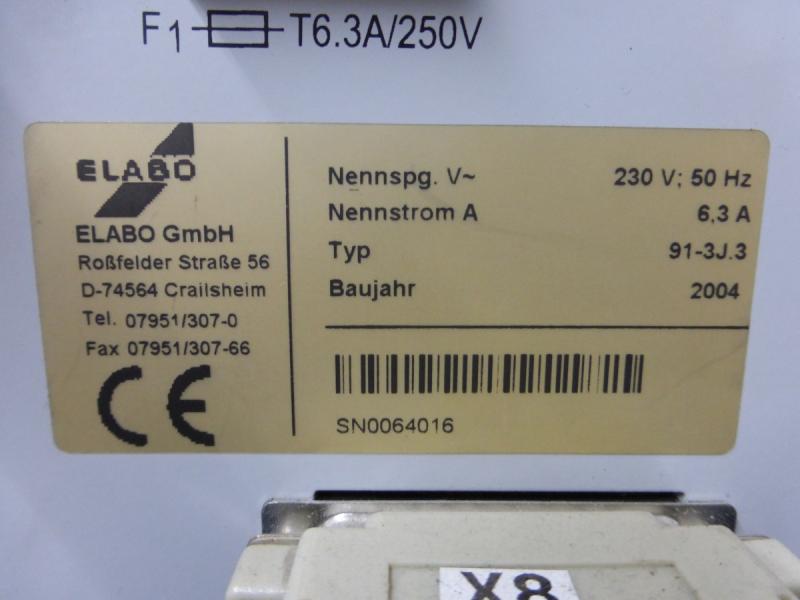 F1 T6.3A/250V
ELABO
ELABO GmbH
Roßfelder Straße 56
D-74564 Crailsheim
Tel. 07951/307-0
Fax 07951/307-66
CE
Nennspg. V~ 230 V; 50 Hz
Nennstrom A 6,3 A
Typ 91-3J.3
Baujahr 2004
SN0064016
X8